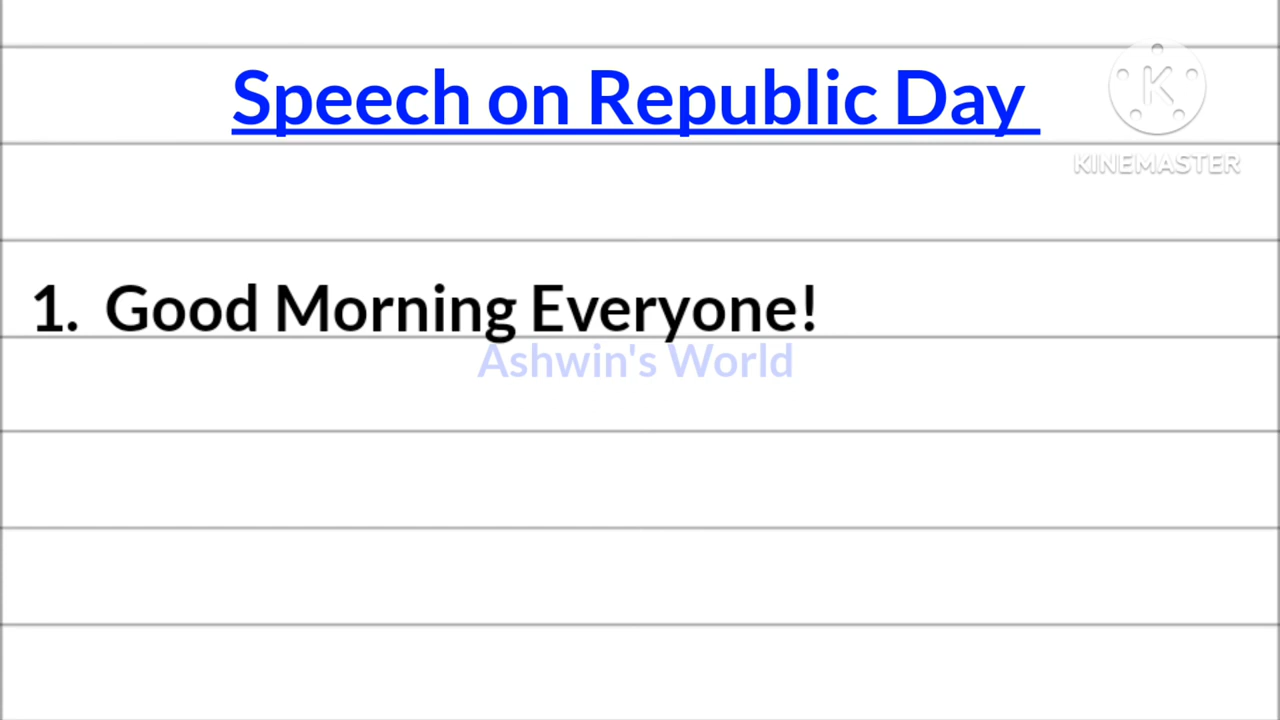 Speech on Republic Day
K
KINEMASTER
1. Good Morning Everyone!
Ashwin's World